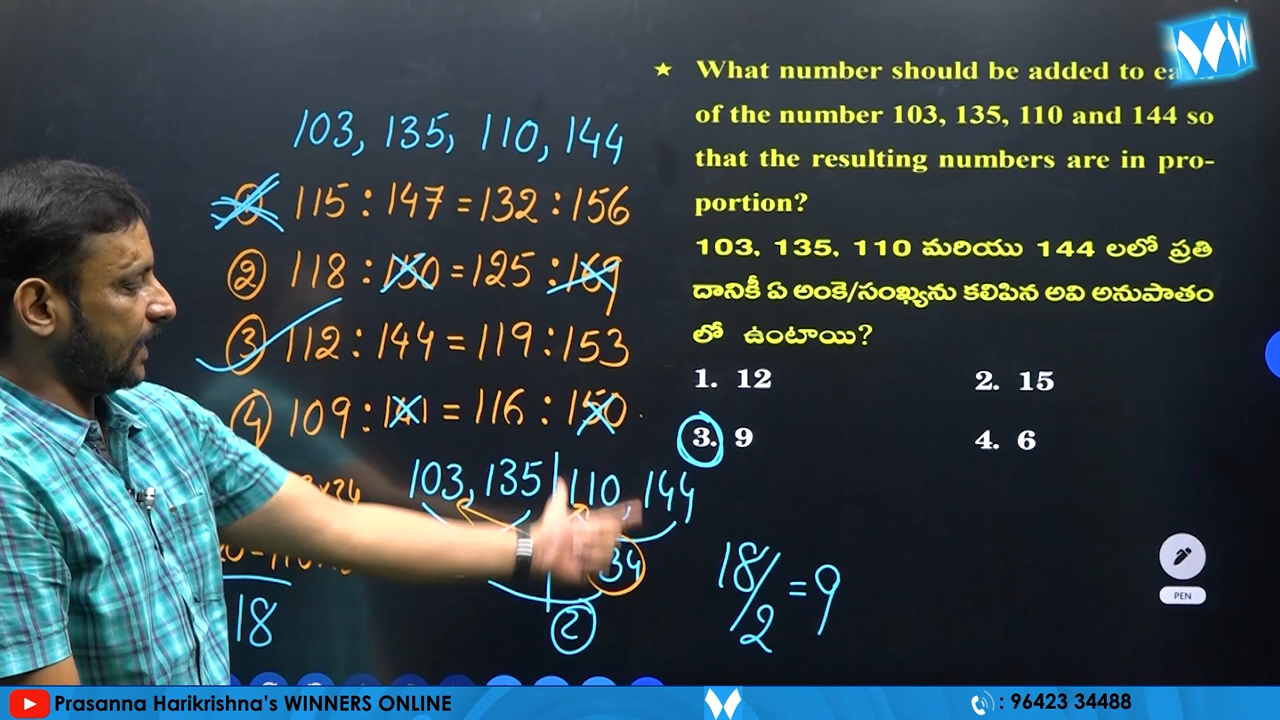 103, 135, 110, 144
① 115 : 147 = 132 : 156
② 118 : 150 = 125 : 169
③ 112 : 144 = 119 : 153
④ 109 : 141 = 116 : 150
103, 135 | 110, 144
34
②
18
18/2 = 9
★ What number should be added to
of the number 103, 135, 110 and 144 so
that the resulting numbers are in pro-
portion?
103, 135, 110 మరియు 144 లలో ప్రతి
దానికీ ఏ అంకె/సంఖ్యను కలిపిన అవి అనుపాతం
లో ఉంటాయి?
1. 12 2. 15
3. 9 4. 6
PEN
Prasanna Harikrishna's WINNERS ONLINE
: 96423 34488